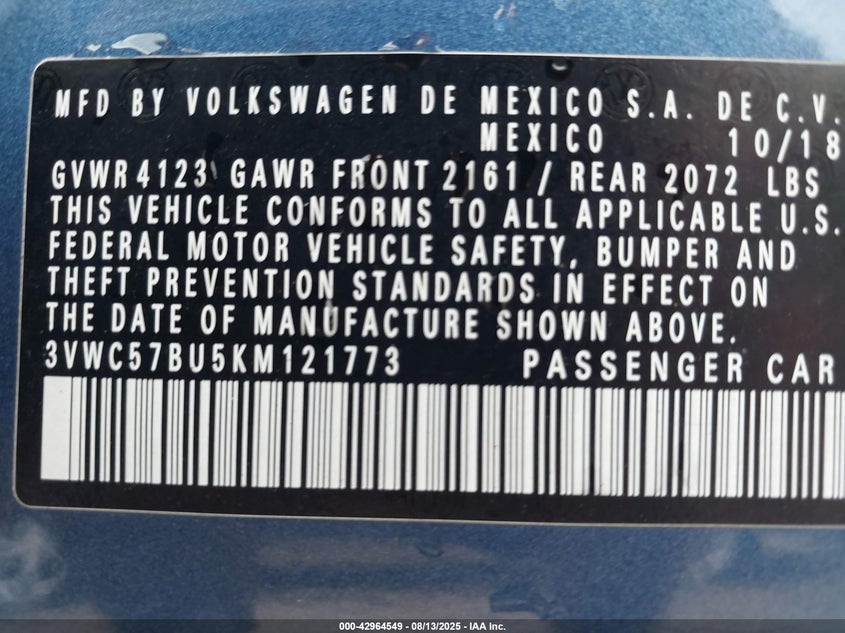 MFD BY VOLKSWAGEN DE MEXICO S.A. DE C.V.
MEXICO 10/18
GVWR 4123 GAWR FRONT 2161 / REAR 2072 LBS
THIS VEHICLE CONFORMS TO ALL APPLICABLE U.S.
FEDERAL MOTOR VEHICLE SAFETY, BUMPER AND
THEFT PREVENTION STANDARDS IN EFFECT ON
THE DATE OF MANUFACTURE SHOWN ABOVE.
3VWC57BU5KM121773 PASSENGER CAR
000-42964549 - 08/13/2025 - IAA Inc.